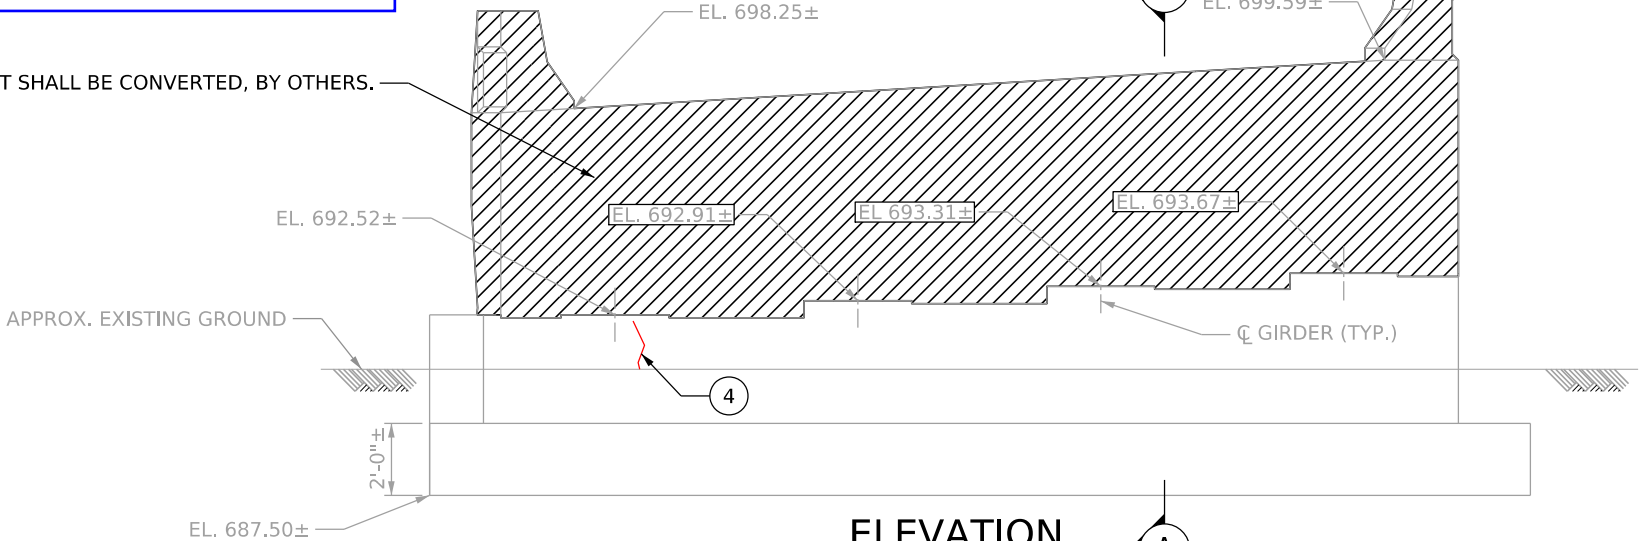 EL. 698.25±
EL. 699.59±
T SHALL BE CONVERTED, BY OTHERS.
EL. 692.52±
EL. 692.91±
EL 693.31±
EL. 693.67±
APPROX. EXISTING GROUND
℄ GIRDER (TYP.)
4
2'-0"±
EL. 687.50±
ELEVATION
A